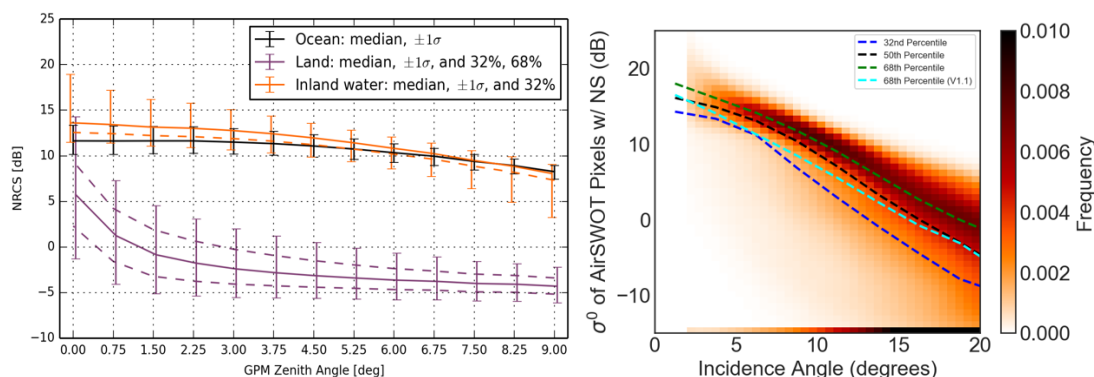 25
20
15
10
5
0
−5
−10
NRCS [dB]
0.00 0.75 1.50 2.25 3.00 3.75 4.50 5.25 6.00 6.75 7.50 8.25 9.00
GPM Zenith Angle [deg]
Ocean: median, ±1σ
Land: median, ±1σ, and 32%, 68%
Inland water: median, ±1σ, and 32%
σ⁰ of AirSWOT Pixels w/ NS (dB)
20
10
0
−10
0 5 10 15 20
Incidence Angle (degrees)
32nd Percentile
50th Percentile
68th Percentile
68th Percentile (V1.1)
0.010
0.008
0.006
0.004
0.002
0.000
Frequency